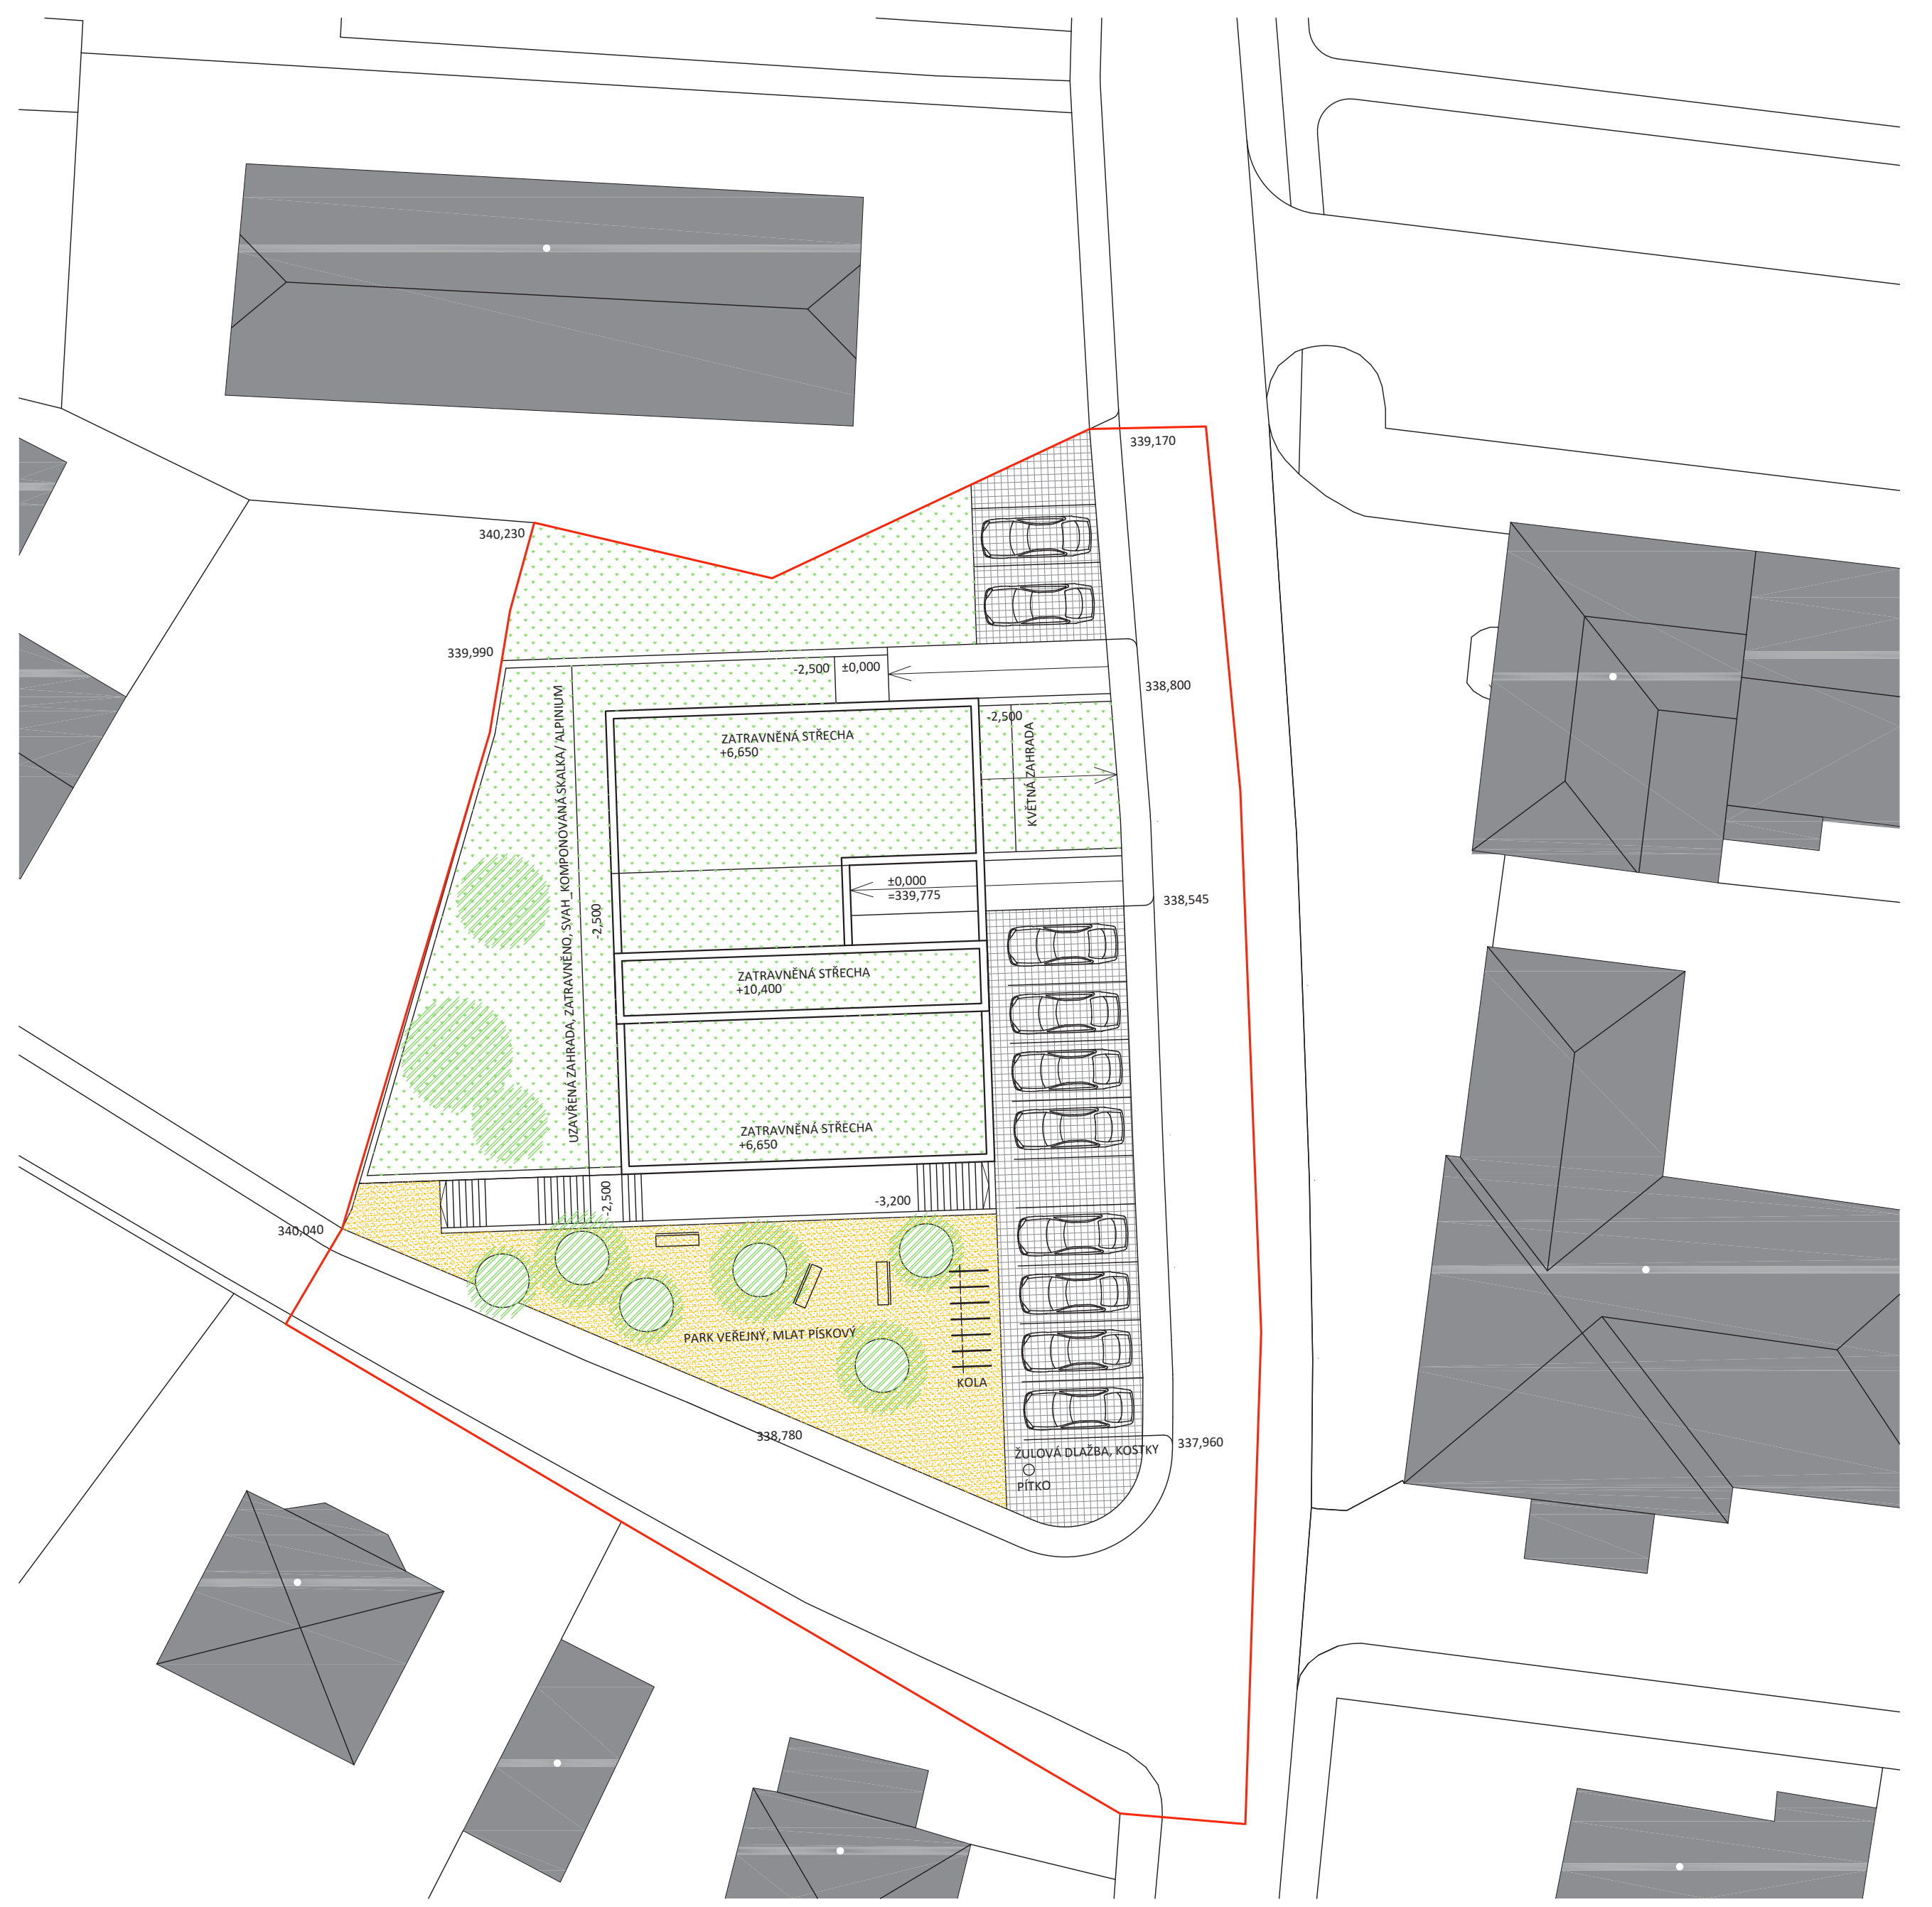 339,170
340,230
339,990
-2,500
±0,000
338,800
-2,500
ZATRAVNĚNÁ STŘECHA
+6,650
KVĚTNÁ ZAHRADA
UZAVŘENÁ ZAHRADA, ZATRAVNĚNO, SVAH_KOMPONOVANÁ SKALKA/ ALPINIUM
±0,000
=339,775
338,545
-2,500
ZATRAVNĚNÁ STŘECHA
+10,400
ZATRAVNĚNÁ STŘECHA
+6,650
-2,500
-3,200
340,040
PARK VEŘEJNÝ, MLAT PÍSKOVÝ
KOLA
338,780
337,960
ŽULOVÁ DLAŽBA, KOSTKY
PÍTKO